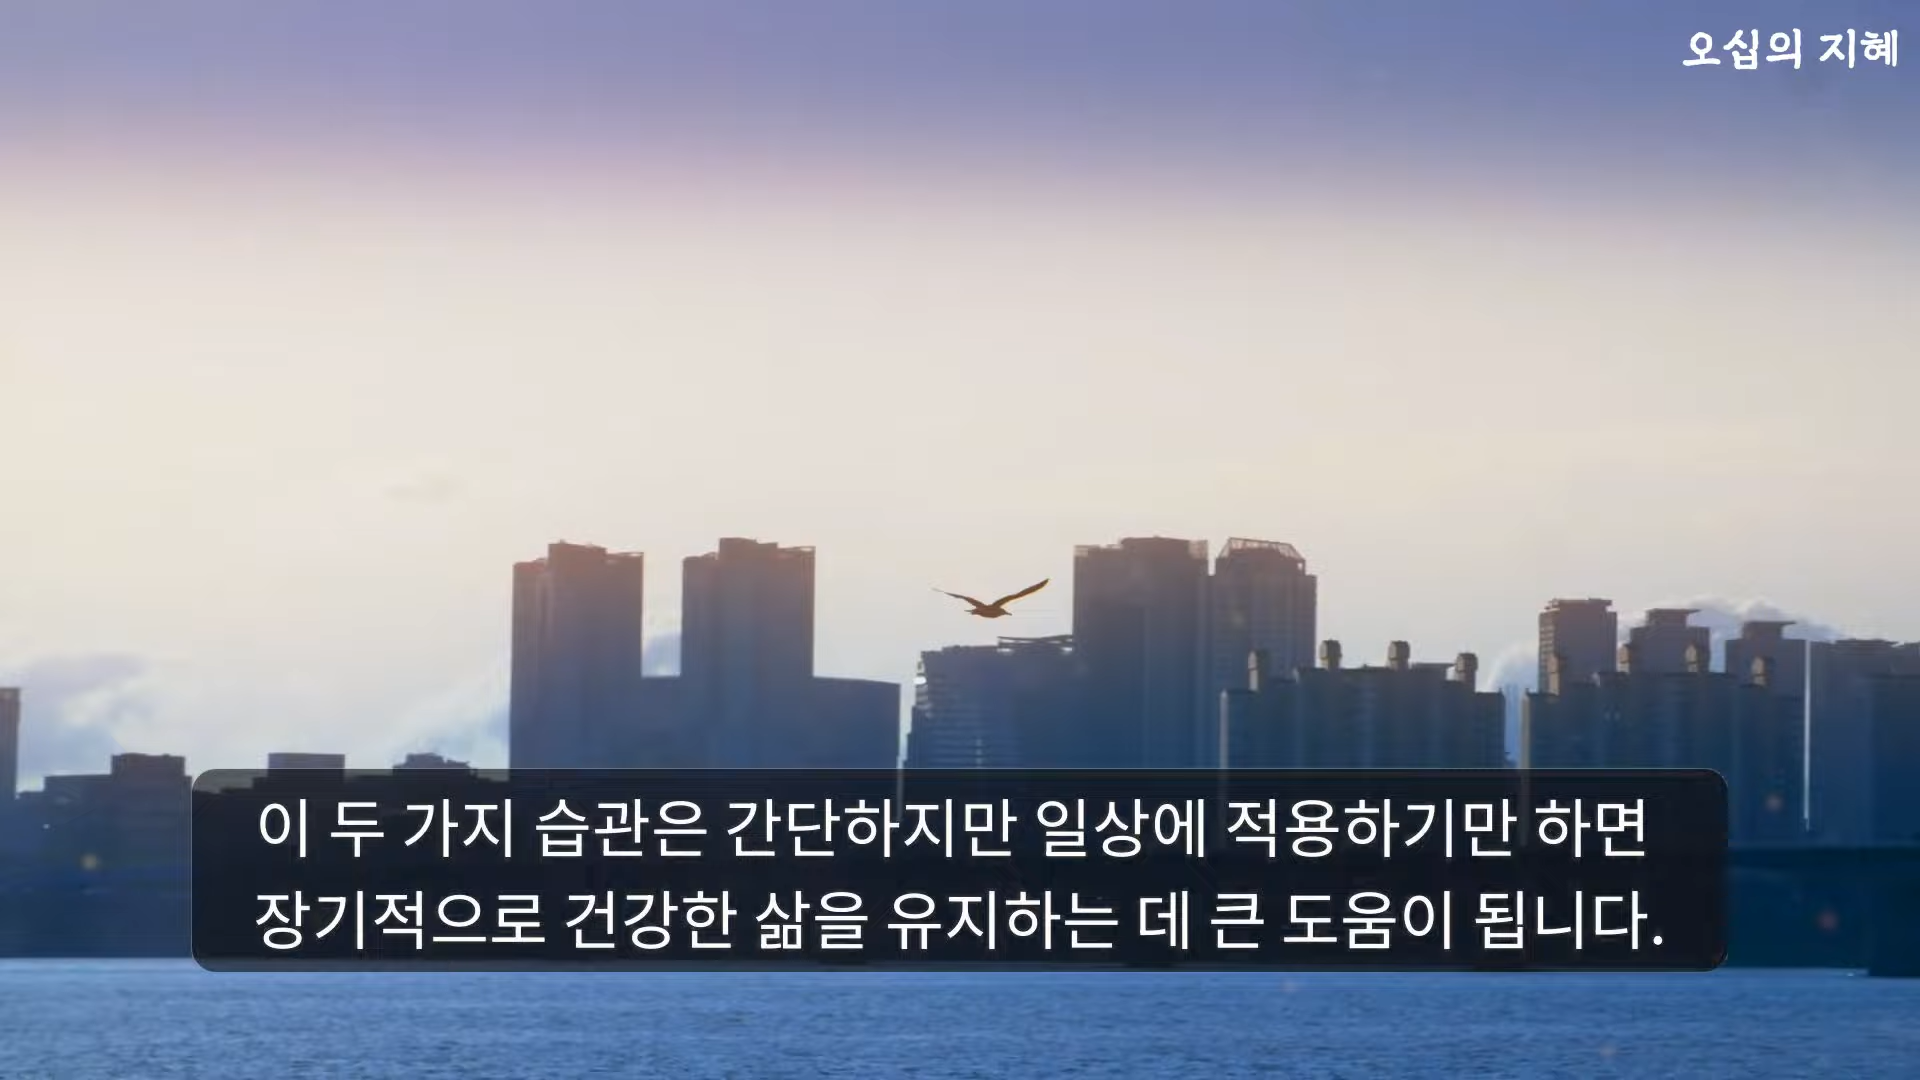 오십의 지혜
이 두 가지 습관은 간단하지만 일상에 적용하기만 하면
장기적으로 건강한 삶을 유지하는 데 큰 도움이 됩니다.